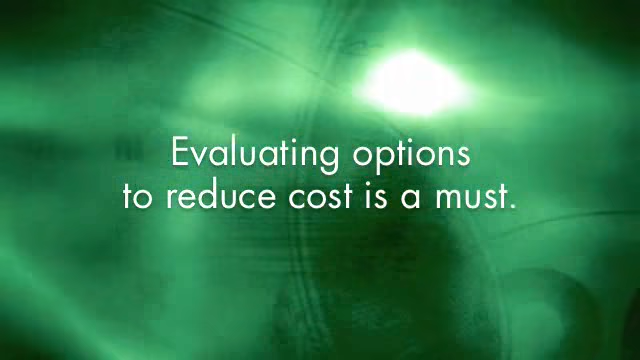 Evaluating options
to reduce cost is a must.